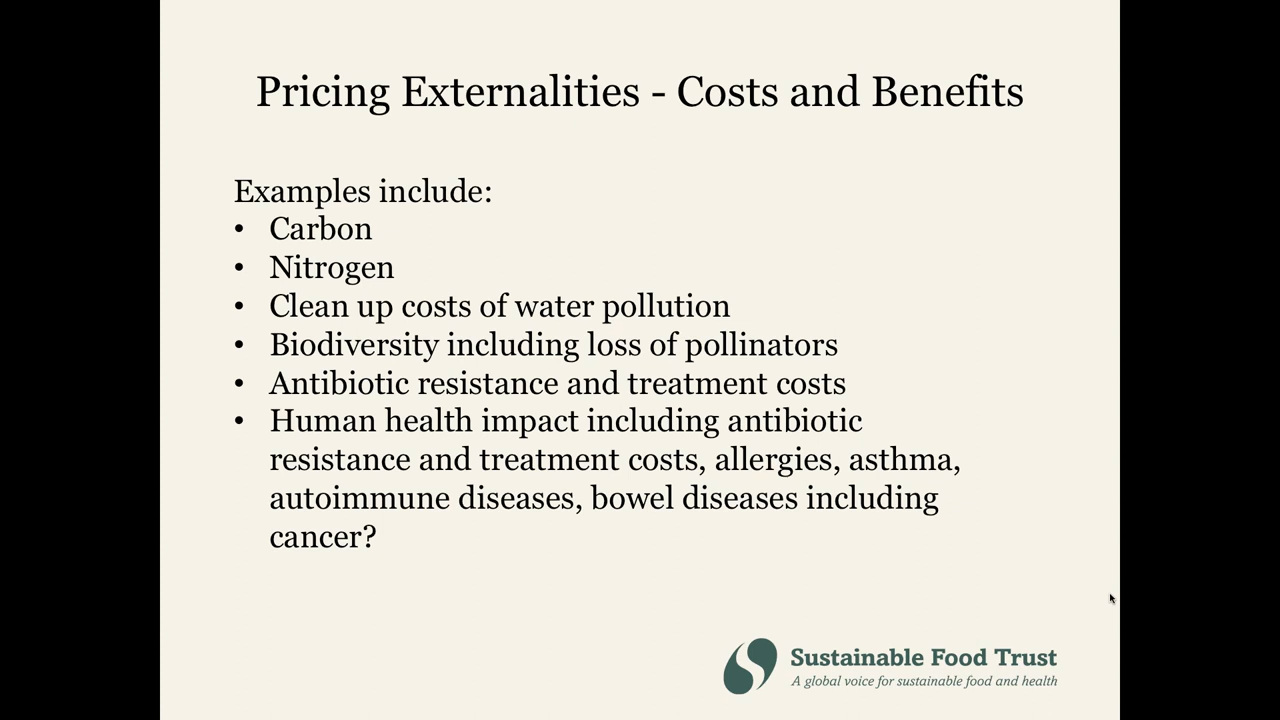 Pricing Externalities - Costs and Benefits
Examples include:
• Carbon
• Nitrogen
• Clean up costs of water pollution
• Biodiversity including loss of pollinators
• Antibiotic resistance and treatment costs
• Human health impact including antibiotic
resistance and treatment costs, allergies, asthma,
autoimmune diseases, bowel diseases including
cancer?
Sustainable Food Trust
A global voice for sustainable food and health